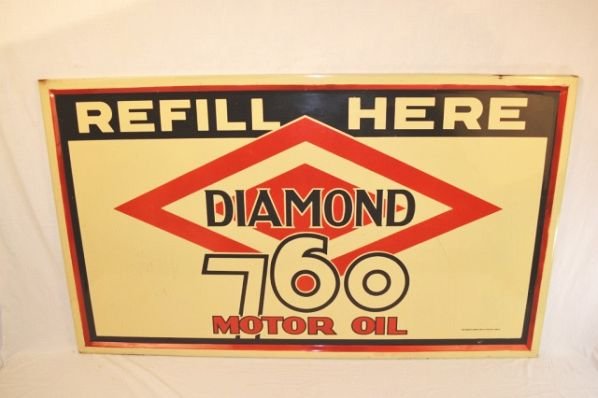 REFILL HERE
DIAMOND
760
MOTOR OIL